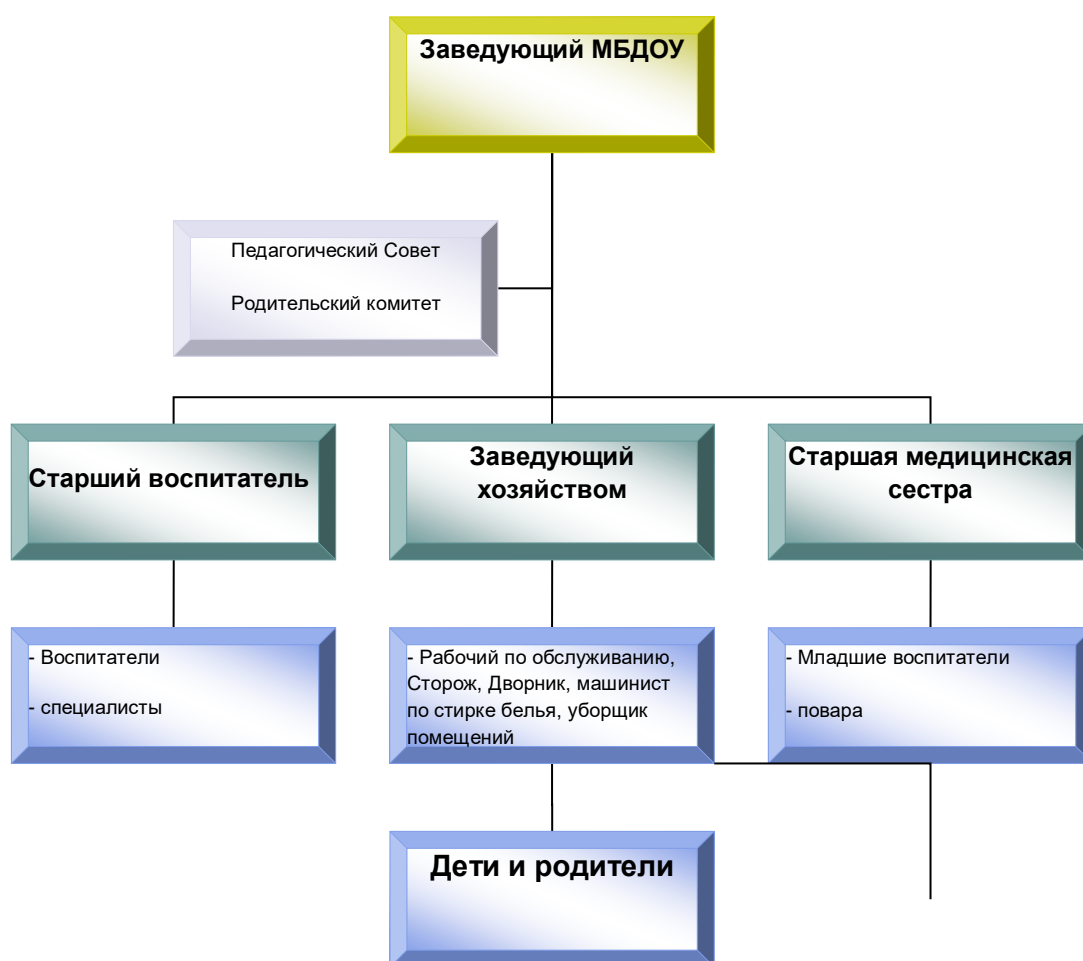 Заведующий МБДОУ
Педагогический Совет
Родительский комитет
Старший воспитатель
Заведующий
хозяйством
Старшая медицинская
сестра
- Воспитатели
- специалисты
- Рабочий по обслуживанию,
Сторож, Дворник, машинист
по стирке белья, уборщик
помещений
- Младшие воспитатели
- повара
Дети и родители